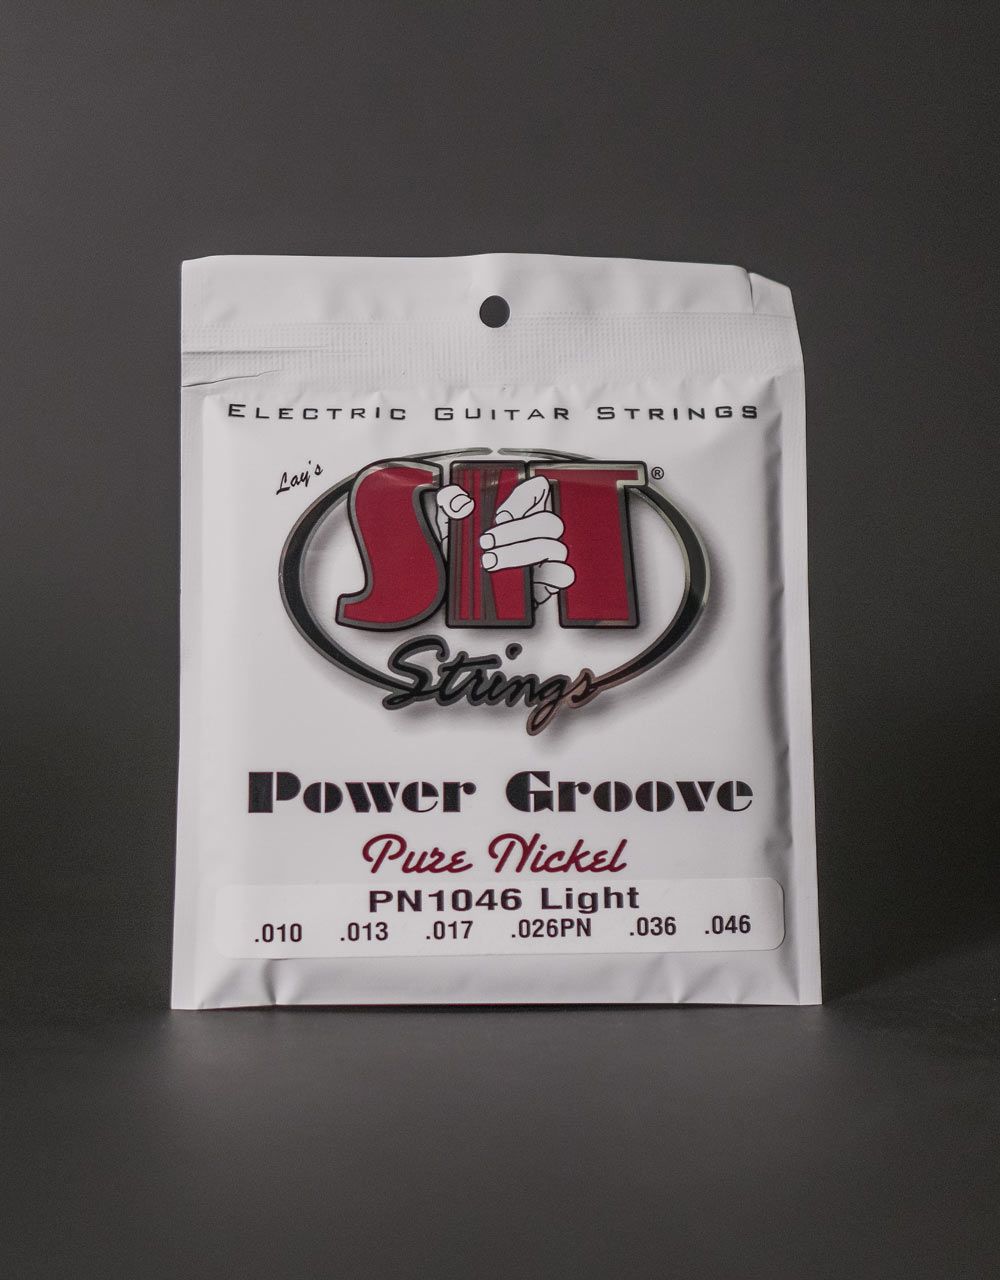 ELECTRIC GUITAR STRINGS
Lay's
SIT®
Strings
Power Groove
Pure Nickel
PN1046 Light
.010 .013 .017 .026PN .036 .046